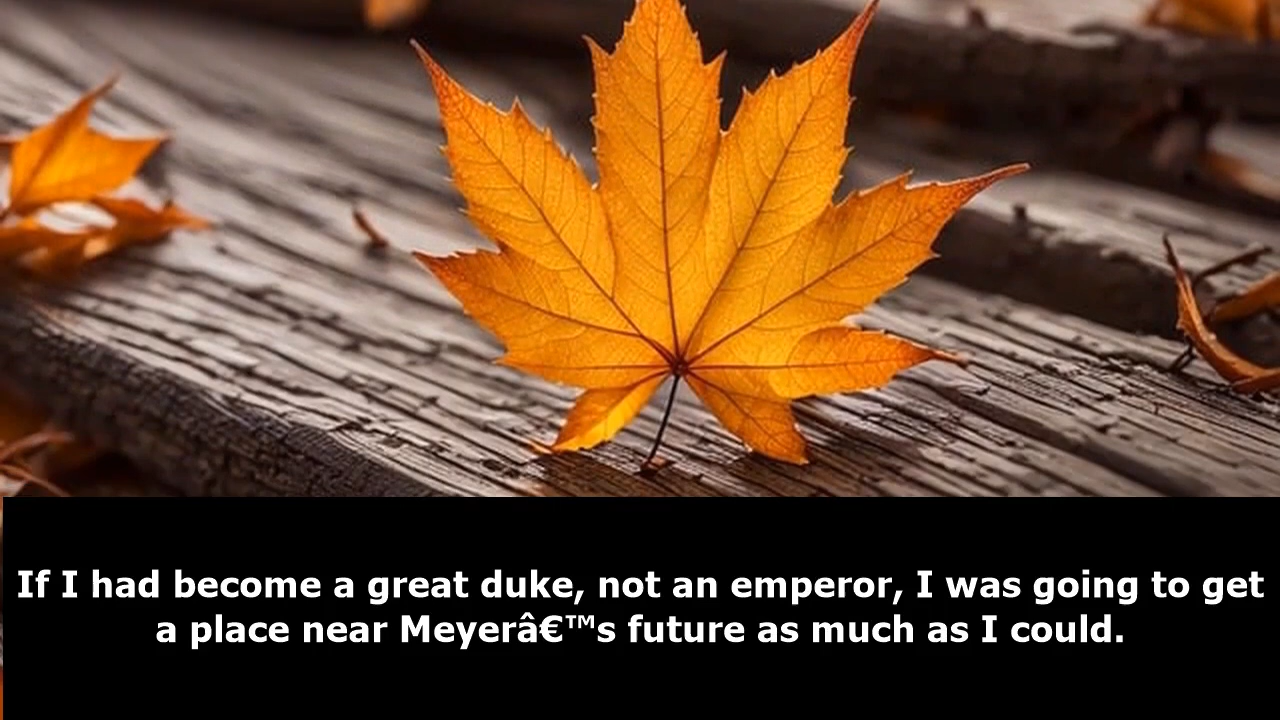 If I had become a great duke, not an emperor, I was going to get
a place near Meyerâ€™s future as much as I could.